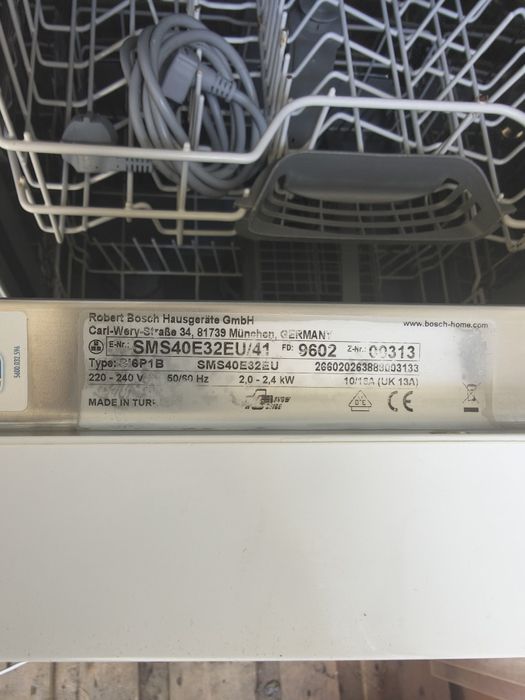 Robert Bosch Hausgeräte GmbH
Carl-Wery-Straße 34, 81739 München, GERMANY
www.bosch-home.com
E-Nr.: SMS40E32EU/41 FD: 9602 Z-Nr.: 00313
Type: SMS40E32EU
220 - 240 V 50/60 Hz 2,0 - 2,4 kW 10/13A (UK 13A)
MADE IN
CE